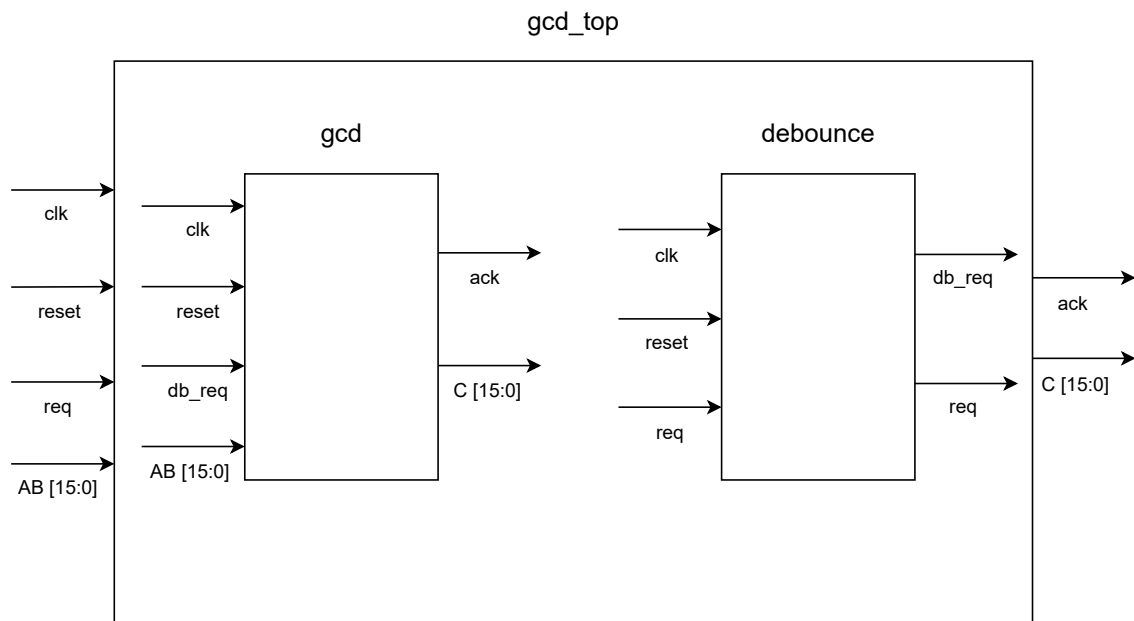 gcd_top
gcd
debounce
clk
reset
req
AB [15:0]
clk
reset
db_req
AB [15:0]
ack
C [15:0]
clk
reset
req
db_req
req
ack
C [15:0]